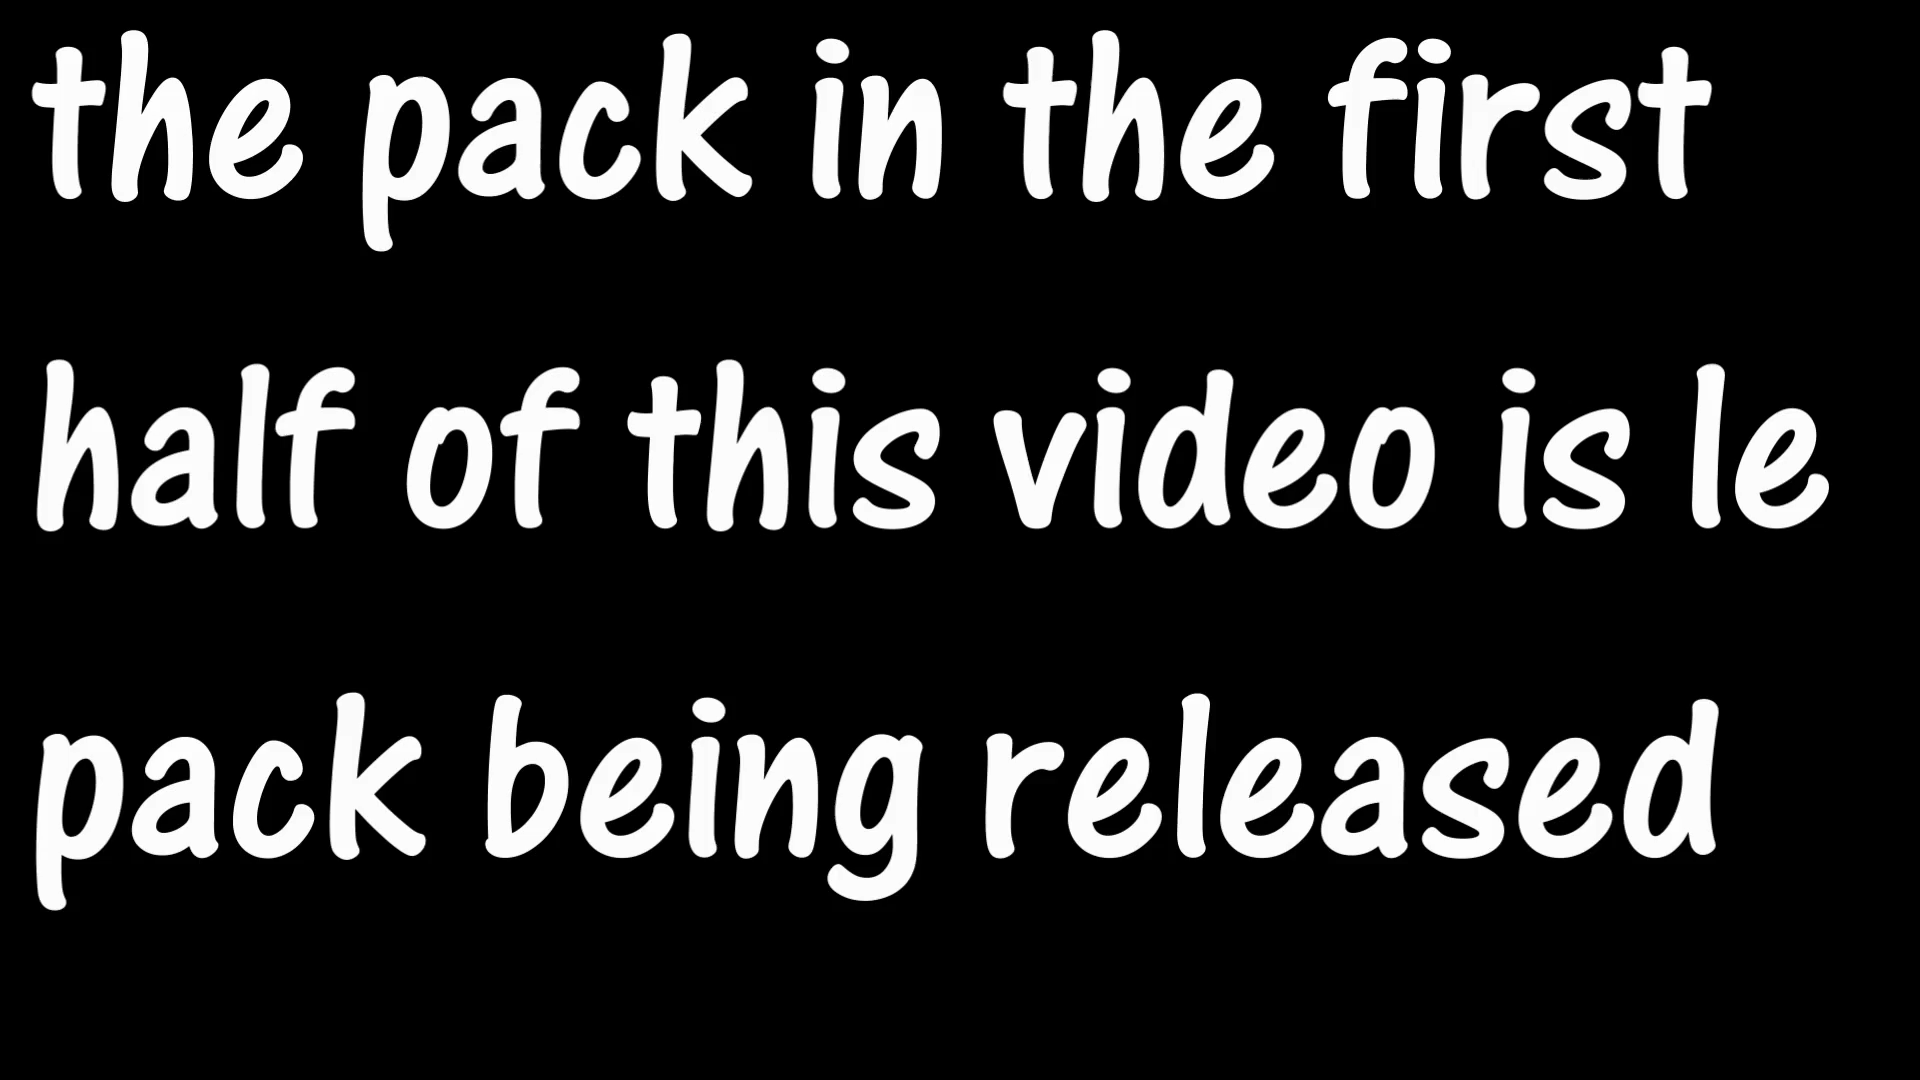 the pack in the first
half of this video is le
pack being released